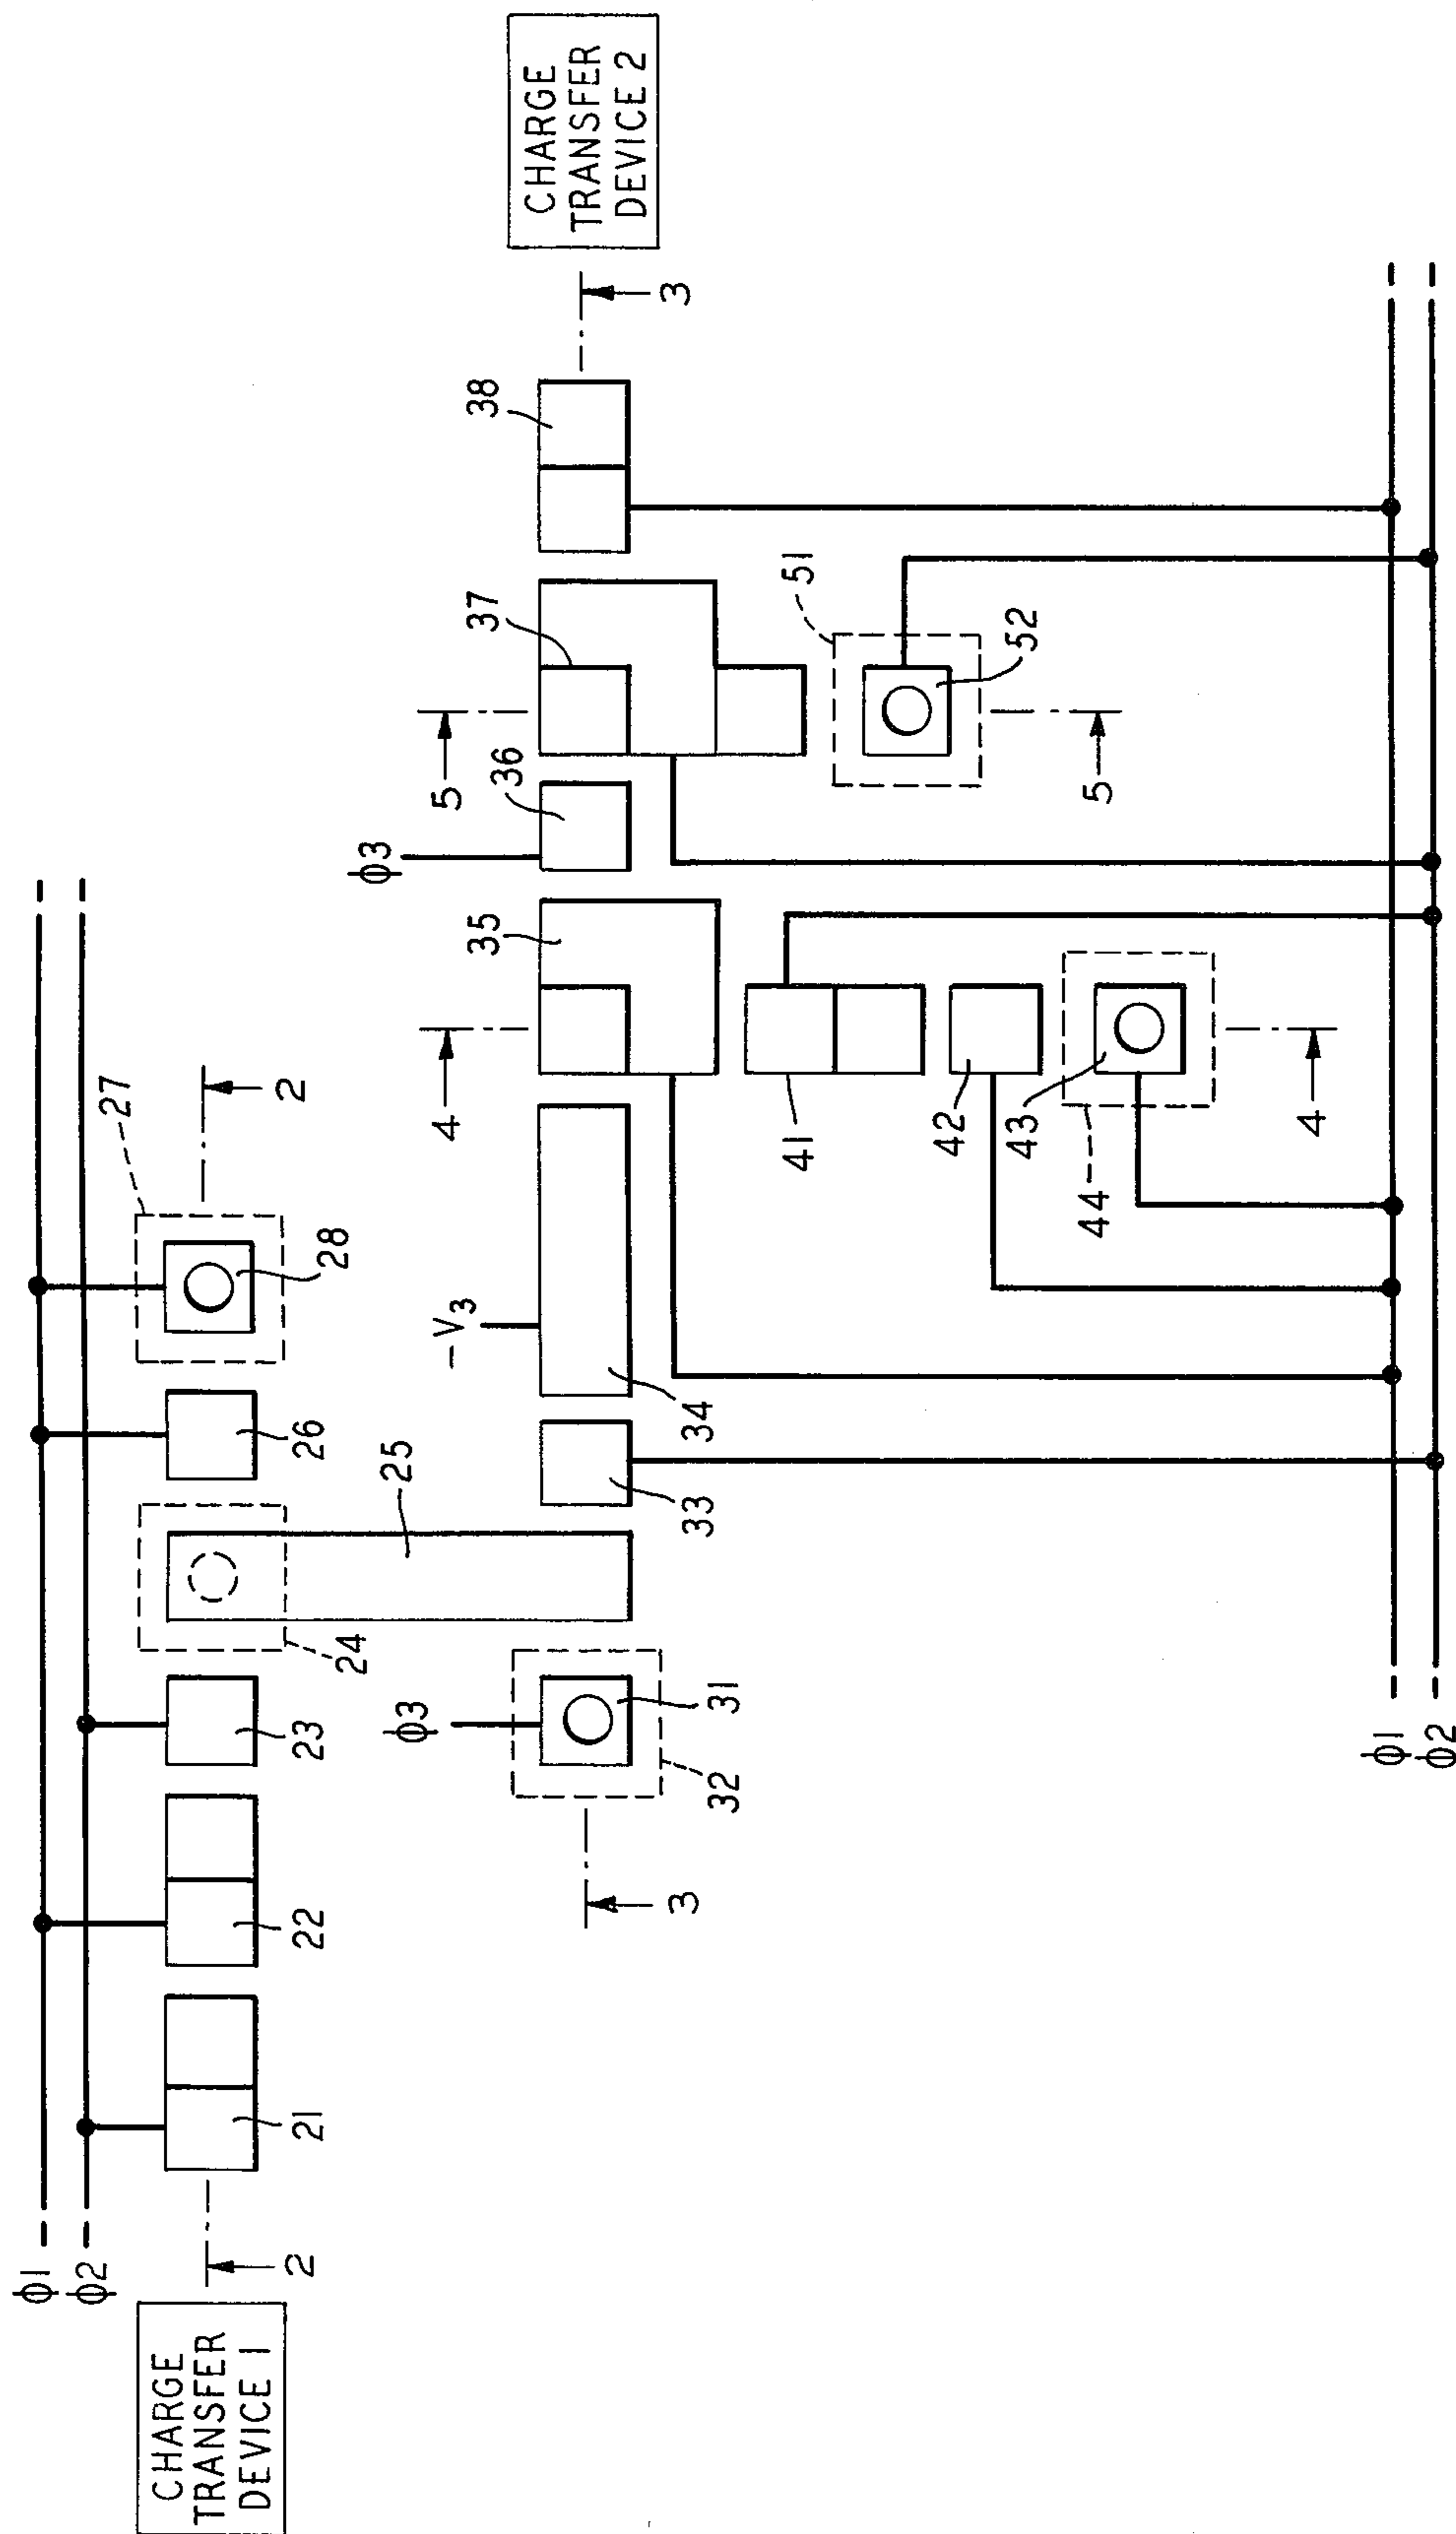 CHARGE
TRANSFER
DEVICE 1
ϕ1
ϕ2
2
21
22
23
24
25
26
27
28
2
3
ϕ3
31
32
33
34
-V3
35
4
ϕ3
36
5
37
38
3
CHARGE
TRANSFER
DEVICE 2
41
42
43
44
4
51
52
5
ϕ1
ϕ2